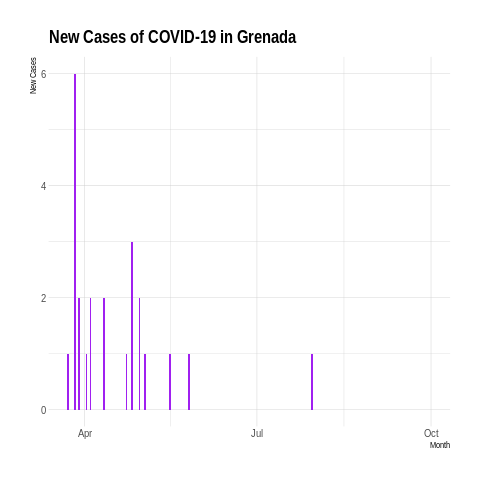 New Cases of COVID-19 in Grenada
New Cases
6
4
2
0
Apr
Jul
Oct
Month